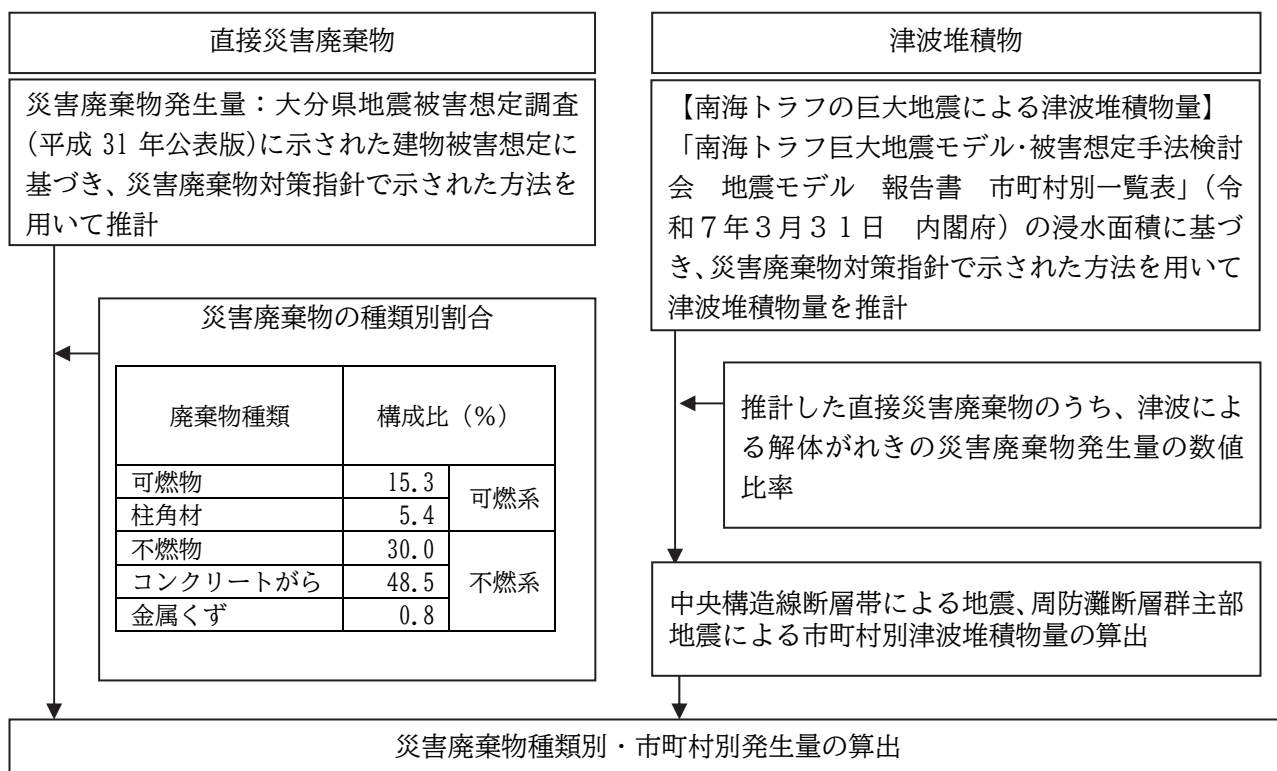 直接災害廃棄物
災害廃棄物発生量:大分県地震被害想定調査
(平成 31 年公表版)に示された建物被害想定に
基づき、災害廃棄物対策指針で示された方法を
用いて推計
災害廃棄物の種類別割合
廃棄物種類 構成比（%）
可燃物 15.3 可燃系
柱角材 5.4
不燃物 30.0 不燃系
コンクリートがら 48.5
金属くず 0.8
津波堆積物
【南海トラフの巨大地震による津波堆積物量】
「南海トラフ巨大地震モデル・被害想定手法検討
会 地震モデル 報告書 市町村別一覧表」（令
和７年３月３１日 内閣府）の浸水面積に基づ
き、災害廃棄物対策指針で示された方法を用いて
津波堆積物量を推計
推計した直接災害廃棄物のうち、津波によ
る解体がれきの災害廃棄物発生量の数値
比率
中央構造線断層帯による地震、周防灘断層群主部
地震による市町村別津波堆積物量の算出
災害廃棄物種類別・市町村別発生量の算出